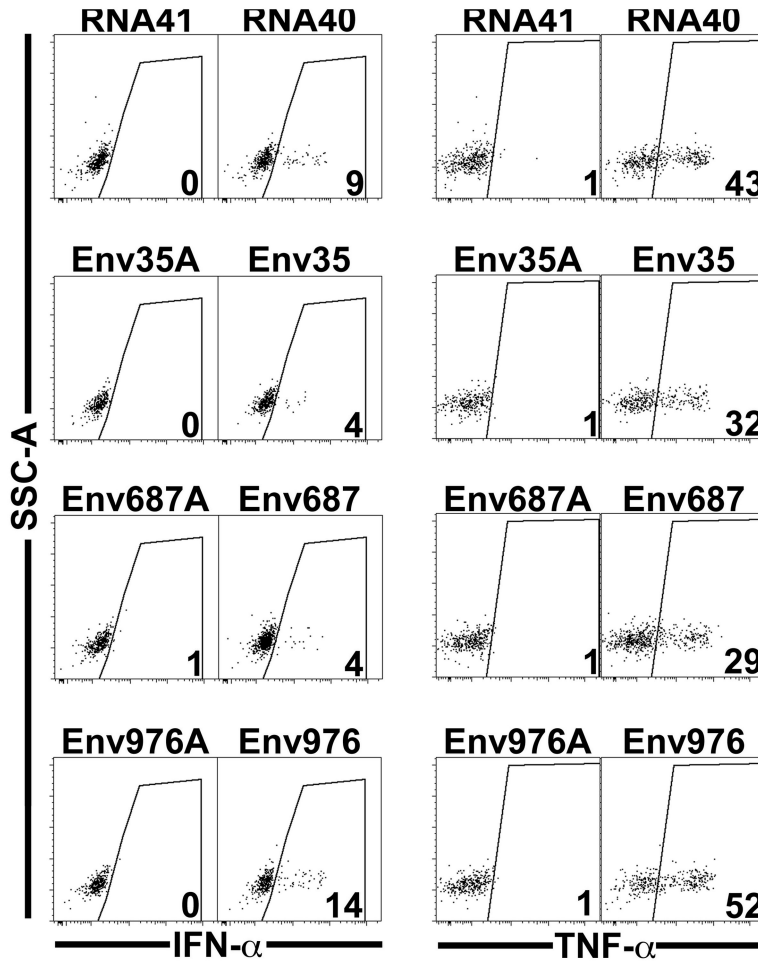 RNA41 RNA40 RNA41 RNA40
0 9 1 43
Env35A Env35 Env35A Env35
0 4 1 32
Env687A Env687 Env687A Env687
1 4 1 29
Env976A Env976 Env976A Env976
0 14 1 52
SSC-A
IFN-α TNF-α